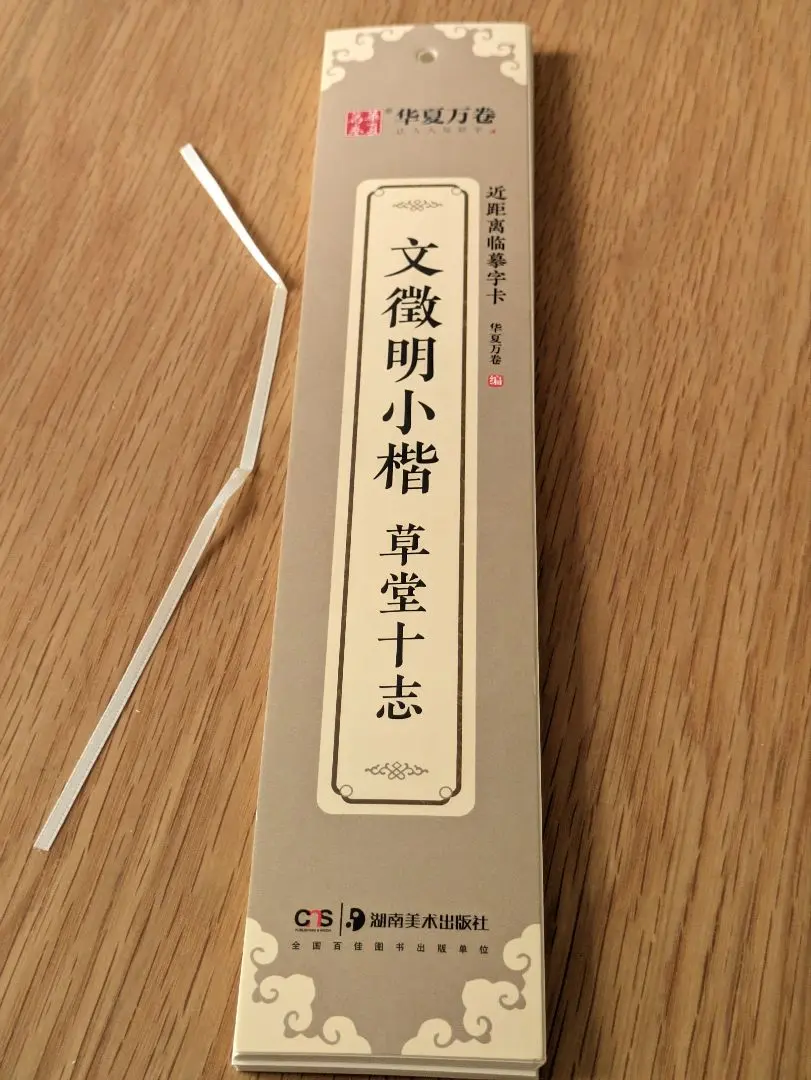 华夏万卷
近距离临摹字卡 华夏万卷 编
文徵明小楷 草堂十志
CNS 湖南美术出版社
全国百佳图书出版单位